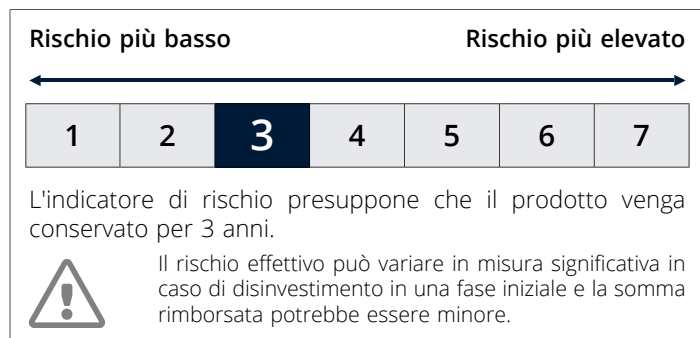 Rischio più basso Rischio più elevato
1 2 3 4 5 6 7
L'indicatore di rischio presuppone che il prodotto venga
conservato per 3 anni.
Il rischio effettivo può variare in misura significativa in
caso di disinvestimento in una fase iniziale e la somma
rimborsata potrebbe essere minore.